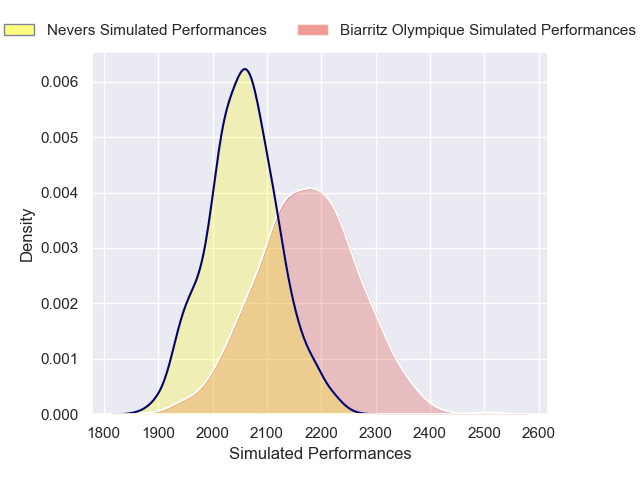 Nevers Simulated Performances Biarritz Olympique Simulated Performances
0.006
0.005
0.004
0.003
0.002
0.001
0.000
Density
1800 1900 2000 2100 2200 2300 2400 2500 2600
Simulated Performances